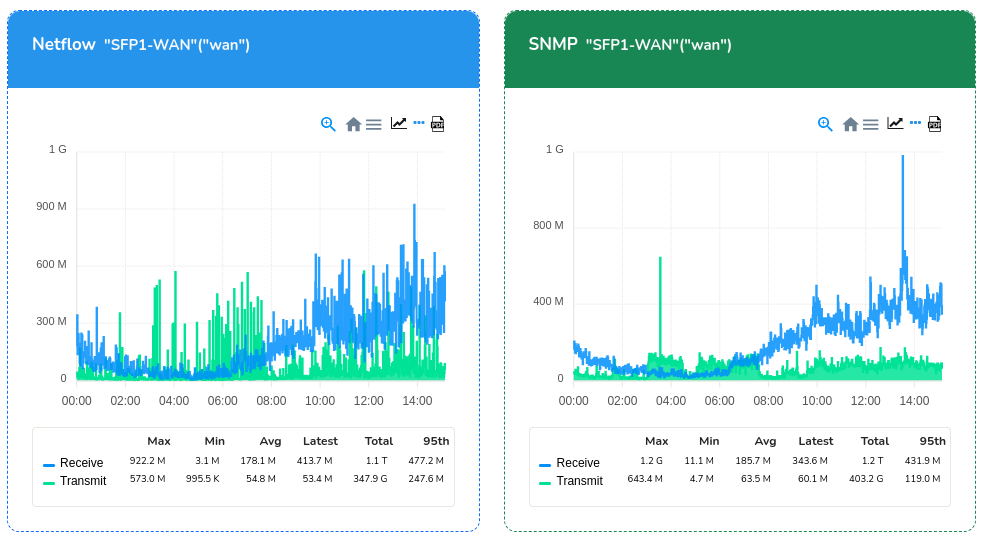 Netflow "SFP1-WAN"("wan")
PDF
1 G
900 M
600 M
300 M
0
00:00 02:00 04:00 06:00 08:00 10:00 12:00 14:00
Max Min Avg Latest Total 95th
Receive 922.2 M 3.1 M 178.1 M 413.7 M 1.1 T 477.2 M
Transmit 573.0 M 995.5 K 54.8 M 53.4 M 347.9 G 247.6 M
SNMP "SFP1-WAN"("wan")
PDF
1 G
800 M
400 M
0
00:00 02:00 04:00 06:00 08:00 10:00 12:00 14:00
Max Min Avg Latest Total 95th
Receive 1.2 G 11.1 M 185.7 M 343.6 M 1.2 T 431.9 M
Transmit 643.4 M 4.7 M 63.5 M 60.1 M 403.2 G 119.0 M